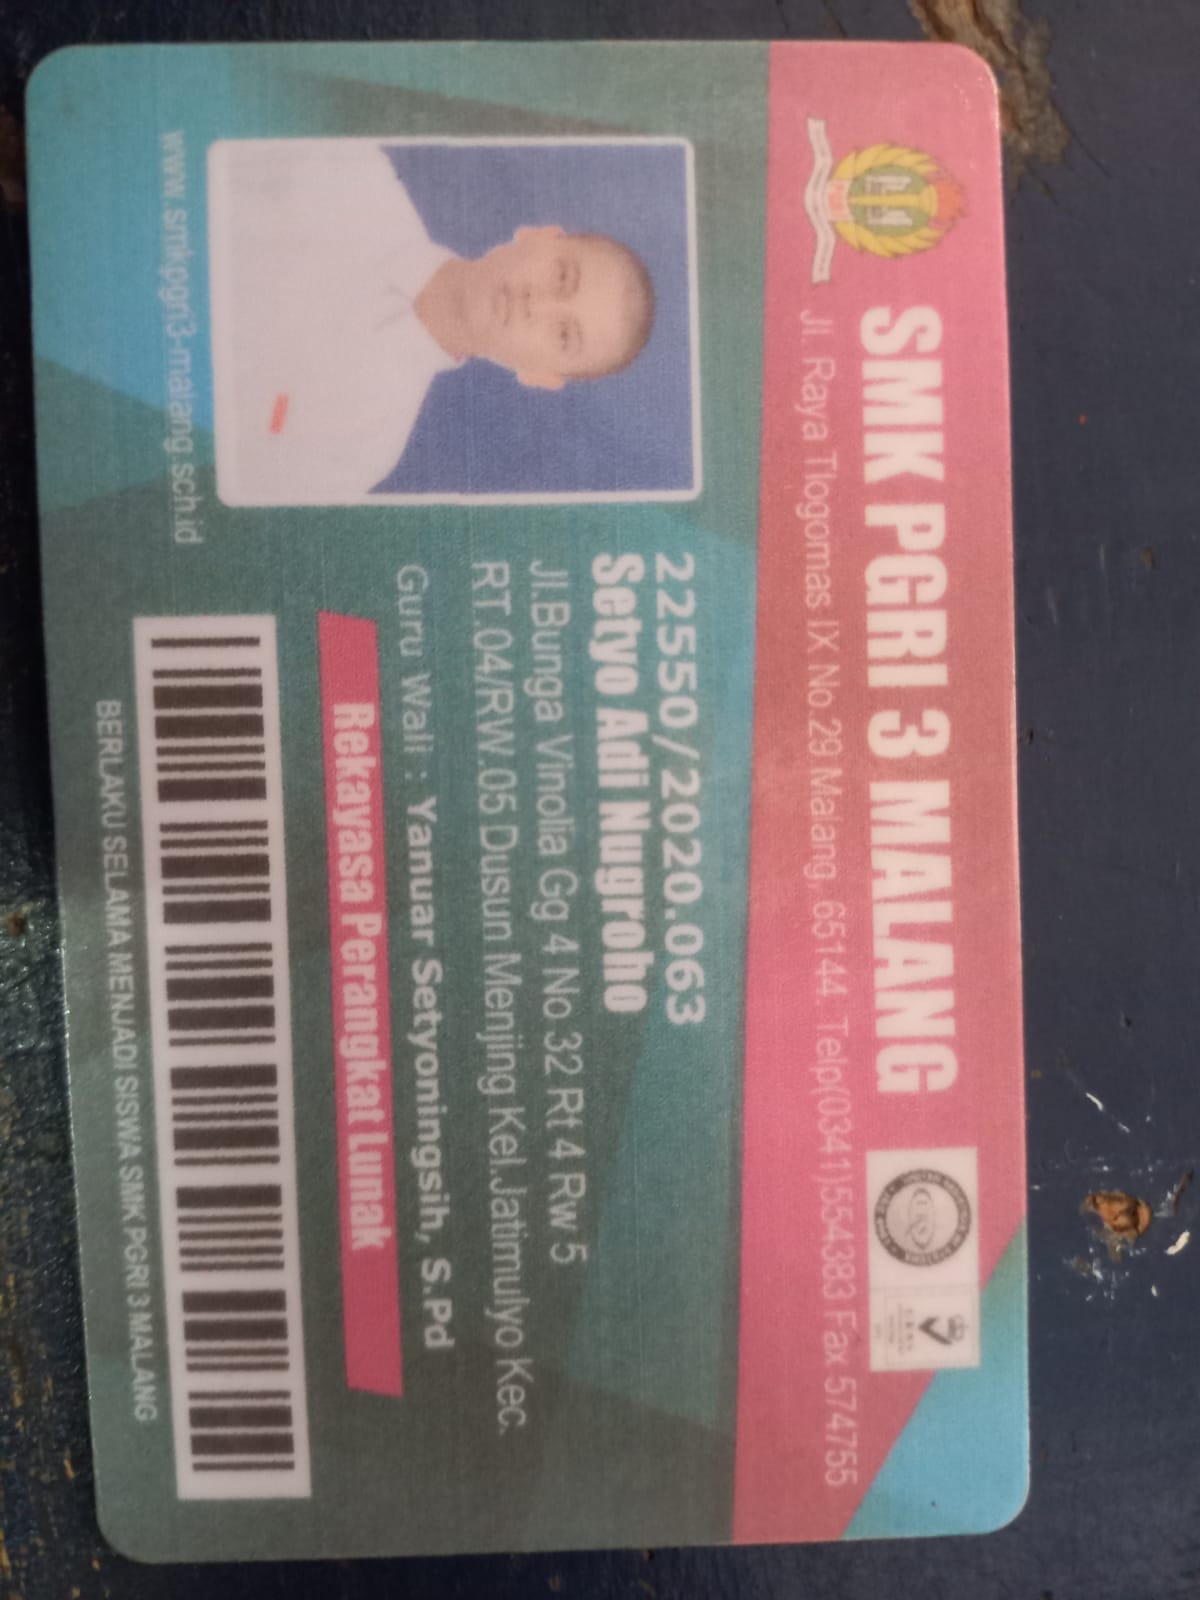 SMK PGRI 3 MALANG
Jl. Raya Tlogomas IX No.29 Malang, 65144. Telp(0341)554383 Fax 574755
22550/2020.063
Setyo Adi Nugroho
Jl.Bunga Vinolia Gg 4 No 32 Rt 4 Rw 5
RT.04/RW.05 Dusun Menjing Kel.Jatimulyo Kec.
Guru Wali : Yanuar Setyoningsih, S.Pd
Rekayasa Perangkat Lunak
www.smkpgri3-malang.sch.id
BERLAKU SELAMA MENJADI SISWA SMK PGRI 3 MALANG